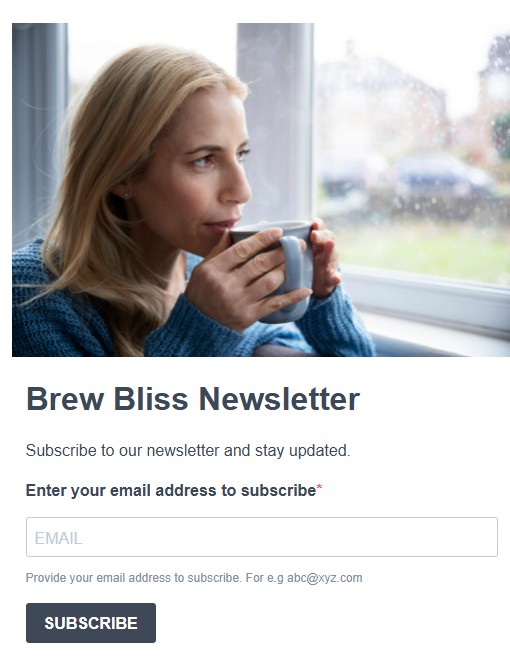 Brew Bliss Newsletter
Subscribe to our newsletter and stay updated.
Enter your email address to subscribe*
EMAIL
Provide your email address to subscribe. For e.g abc@xyz.com
SUBSCRIBE